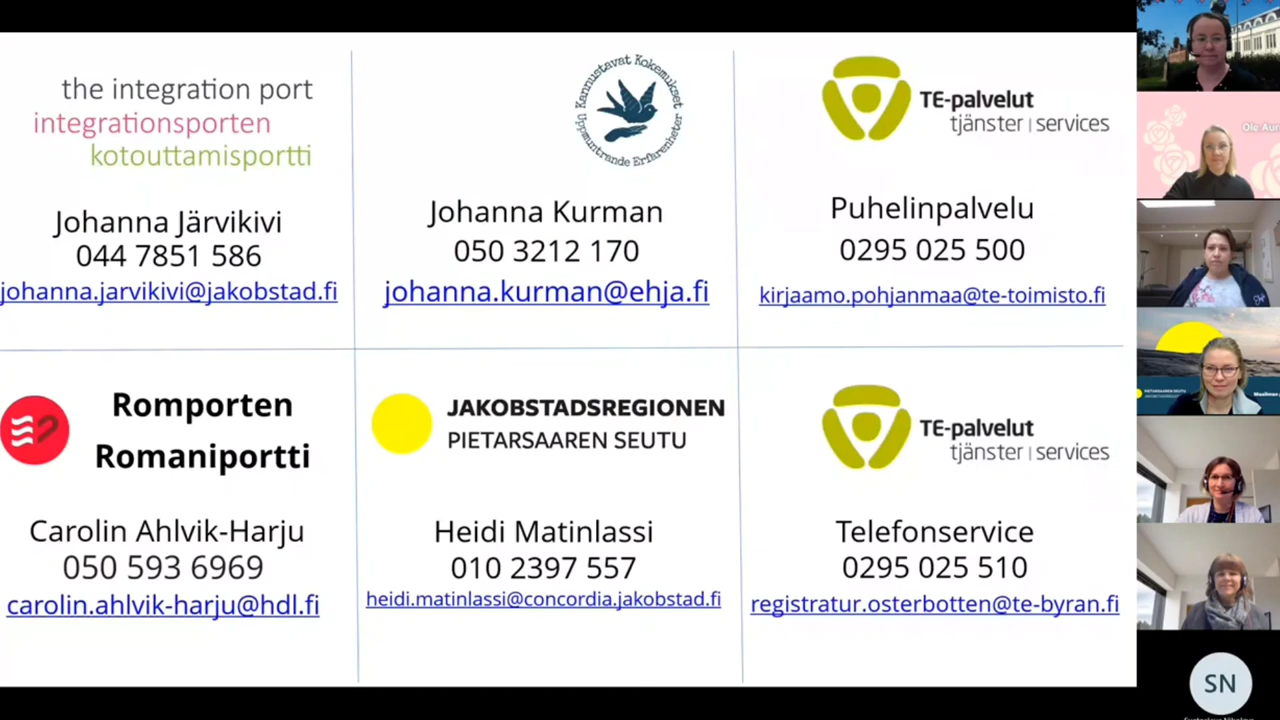 the integration port
integrationsporten
kotouttamisportti
Johanna Järvikivi
044 7851 586
johanna.jarvikivi@jakobstad.fi
Kannustavat Kokemukset
Uppmuntrande Erfarenheter
Johanna Kurman
050 3212 170
johanna.kurman@ehja.fi
TE-palvelut
tjänster | services
Puhelinpalvelu
0295 025 500
kirjaamo.pohjanmaa@te-toimisto.fi
Romporten
Romaniportti
Carolin Ahlvik-Harju
050 593 6969
carolin.ahlvik-harju@hdl.fi
JAKOBSTADSREGIONEN
PIETARSAAREN SEUTU
Heidi Matinlassi
010 2397 557
heidi.matinlassi@concordia.jakobstad.fi
TE-palvelut
tjänster | services
Telefonservice
0295 025 510
registratur.osterbotten@te-byran.fi
Ole Aur
PIETARSAAREN SEUTU
SN